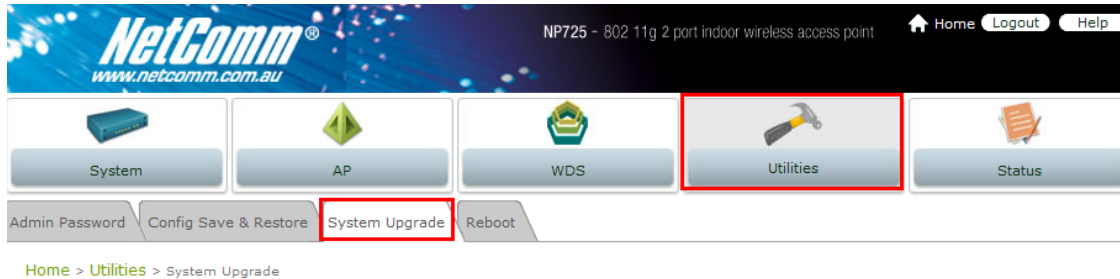 NetComm®
www.netcomm.com.au
NP725 - 802 11g 2 port indoor wireless access point
Home Logout Help
System AP WDS Utilities Status
Admin Password Config Save & Restore System Upgrade Reboot
Home > Utilities > System Upgrade